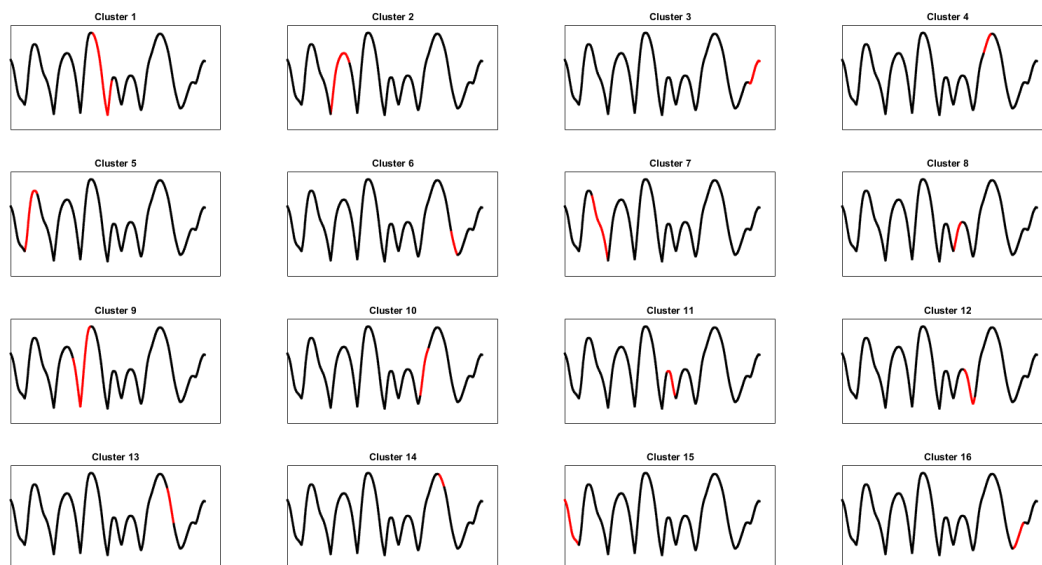 Cluster 1
Cluster 2
Cluster 3
Cluster 4
Cluster 5
Cluster 6
Cluster 7
Cluster 8
Cluster 9
Cluster 10
Cluster 11
Cluster 12
Cluster 13
Cluster 14
Cluster 15
Cluster 16